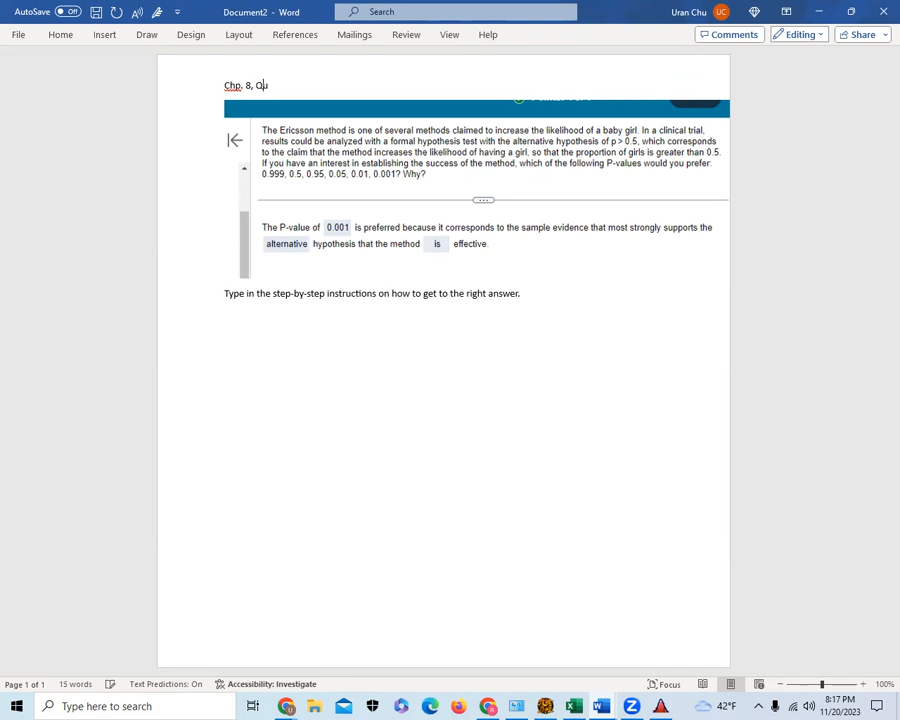 AutoSave Off Document2 - Word Search Uran Chu UC
File Home Insert Draw Design Layout References Mailings Review View Help Comments Editing Share
Chp. 8, Qu
The Ericsson method is one of several methods claimed to increase the likelihood of a baby girl. In a clinical trial,
results could be analyzed with a formal hypothesis test with the alternative hypothesis of p > 0.5, which corresponds
to the claim that the method increases the likelihood of having a girl, so that the proportion of girls is greater than 0.5.
If you have an interest in establishing the success of the method, which of the following P-values would you prefer:
0.999, 0.5, 0.95, 0.05, 0.01, 0.001? Why?
The P-value of 0.001 is preferred because it corresponds to the sample evidence that most strongly supports the
alternative hypothesis that the method is effective.
Type in the step-by-step instructions on how to get to the right answer.
Page 1 of 1 15 words Text Predictions: On Accessibility: Investigate Focus 100%
Type here to search 42°F 8:17 PM
11/20/2023